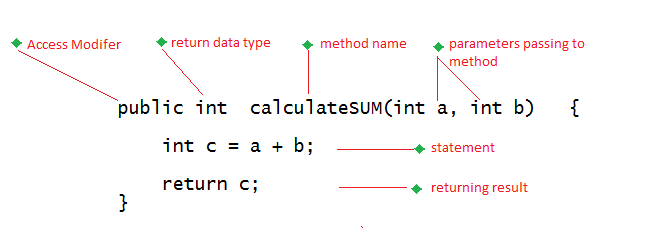 Access Modifer
return data type
method name
parameters passing to
method
public int calculateSUM(int a, int b) {
int c = a + b;
statement
return c;
returning result
}